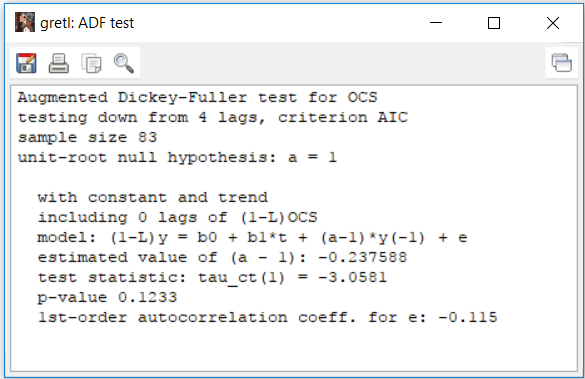 gretl: ADF test
Augmented Dickey-Fuller test for OCS
testing down from 4 lags, criterion AIC
sample size 83
unit-root null hypothesis: a = 1
with constant and trend
including 0 lags of (1-L)OCS
model: (1-L)y = b0 + b1*t + (a-1)*y(-1) + e
estimated value of (a - 1): -0.237588
test statistic: tau_ct(1) = -3.0581
p-value 0.1233
1st-order autocorrelation coeff. for e: -0.115